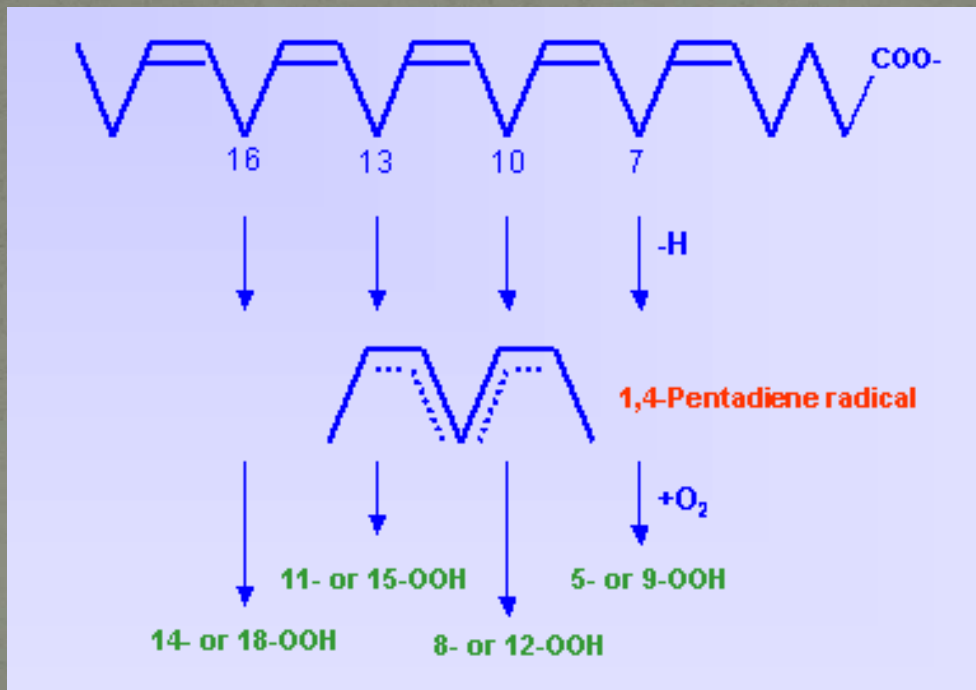 COO-
16 13 10 7
-H
1,4-Pentadiene radical
+O₂
11- or 15-OOH 5- or 9-OOH
14- or 18-OOH 8- or 12-OOH